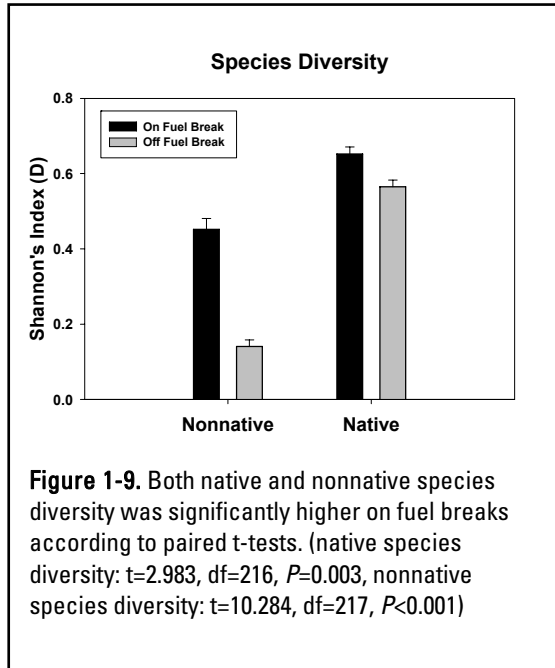 Species Diversity
0.8
On Fuel Break
Off Fuel Break
0.6
Shannon's Index (D)
0.4
0.2
0.0
Nonnative Native
Figure 1-9. Both native and nonnative species
diversity was significantly higher on fuel breaks
according to paired t-tests. (native species
diversity: t=2.983, df=216, P=0.003, nonnative
species diversity: t=10.284, df=217, P<0.001)